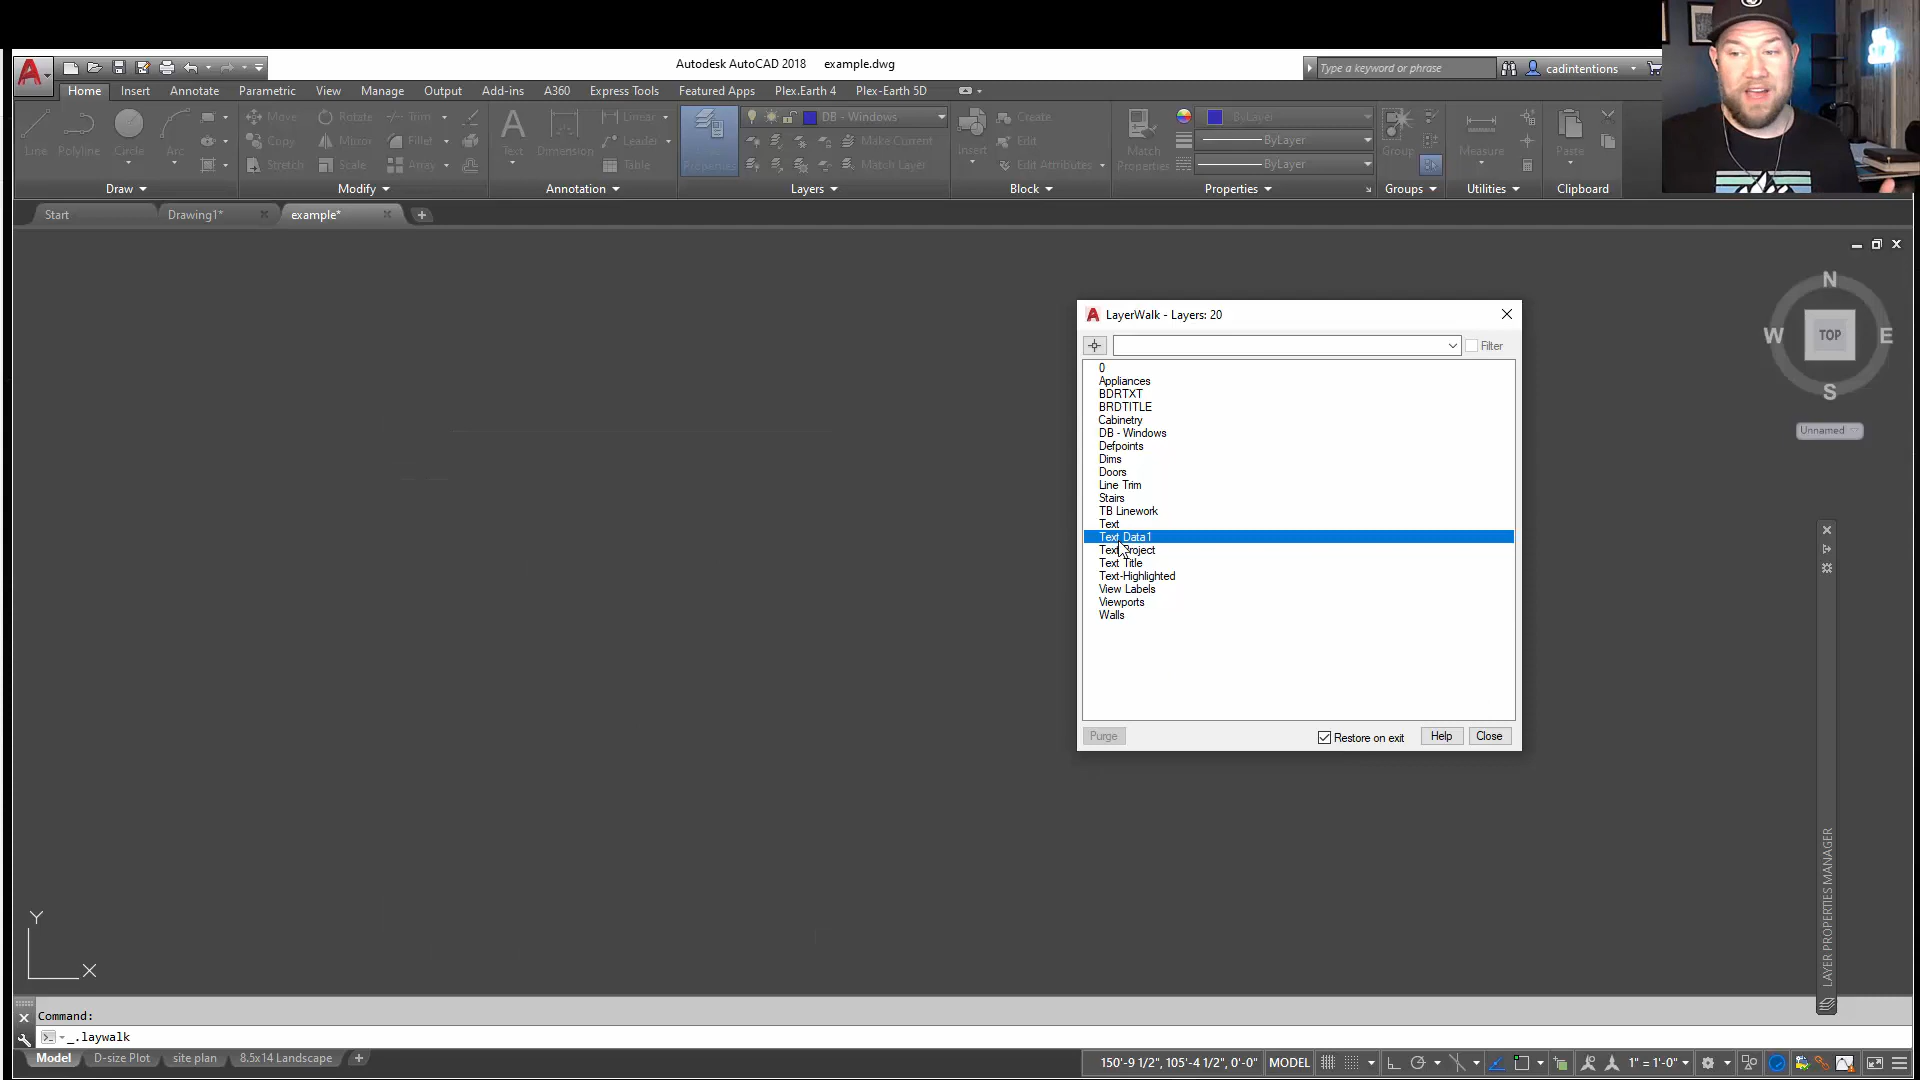 Autodesk AutoCAD 2018 example.dwg
Type a keyword or phrase
cadintentions
Home Insert Annotate Parametric View Manage Output Add-ins A360 Express Tools Featured Apps Plex.Earth 4 Plex-Earth 5D
Line Polyline Circle Arc
Move Rotate Trim
Copy Mirror Fillet
Stretch Scale Array
Text Dimension
Linear
Leader
Table
Properties
DB - Windows
Make Current
Match Layer
Insert
Create
Edit
Edit Attributes
Match
Properties
ByLayer
ByLayer
ByLayer
Group
Measure
Paste
Draw Modify Annotation Layers Block Properties Groups Utilities Clipboard
Start Drawing1* example*
N
W TOP E
S
Unnamed
LayerWalk - Layers: 20
Filter
0
Appliances
BDRTXT
BRDTITLE
Cabinetry
DB - Windows
Defpoints
Dims
Doors
Line Trim
Stairs
TB Linework
Text
Text Data1
Text Project
Text Title
Text-Highlighted
View Labels
Viewports
Walls
Purge
Restore on exit
Help
Close
LAYER PROPERTIES MANAGER
Y
X
Command:
_.laywalk
Model D-size Plot site plan 8.5x14 Landscape
150'-9 1/2", 105'-4 1/2", 0'-0" MODEL 1" = 1'-0"